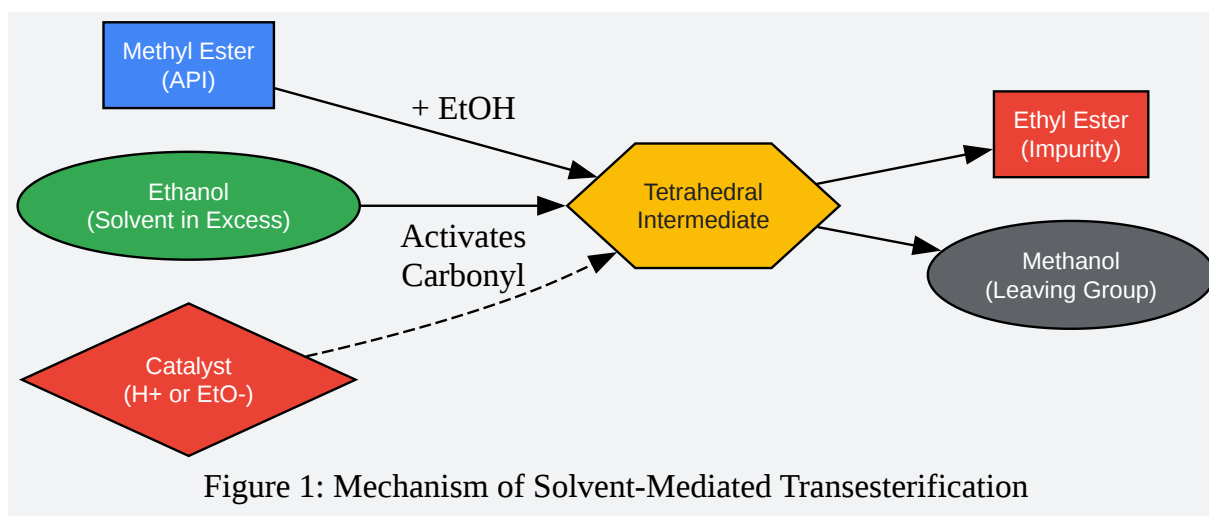 Methyl Ester
(API)
+ EtOH
Ethanol
(Solvent in Excess)
Activates
Carbonyl
Catalyst
(H+ or EtO-)
Tetrahedral
Intermediate
Ethyl Ester
(Impurity)
Methanol
(Leaving Group)
Figure 1: Mechanism of Solvent-Mediated Transesterification